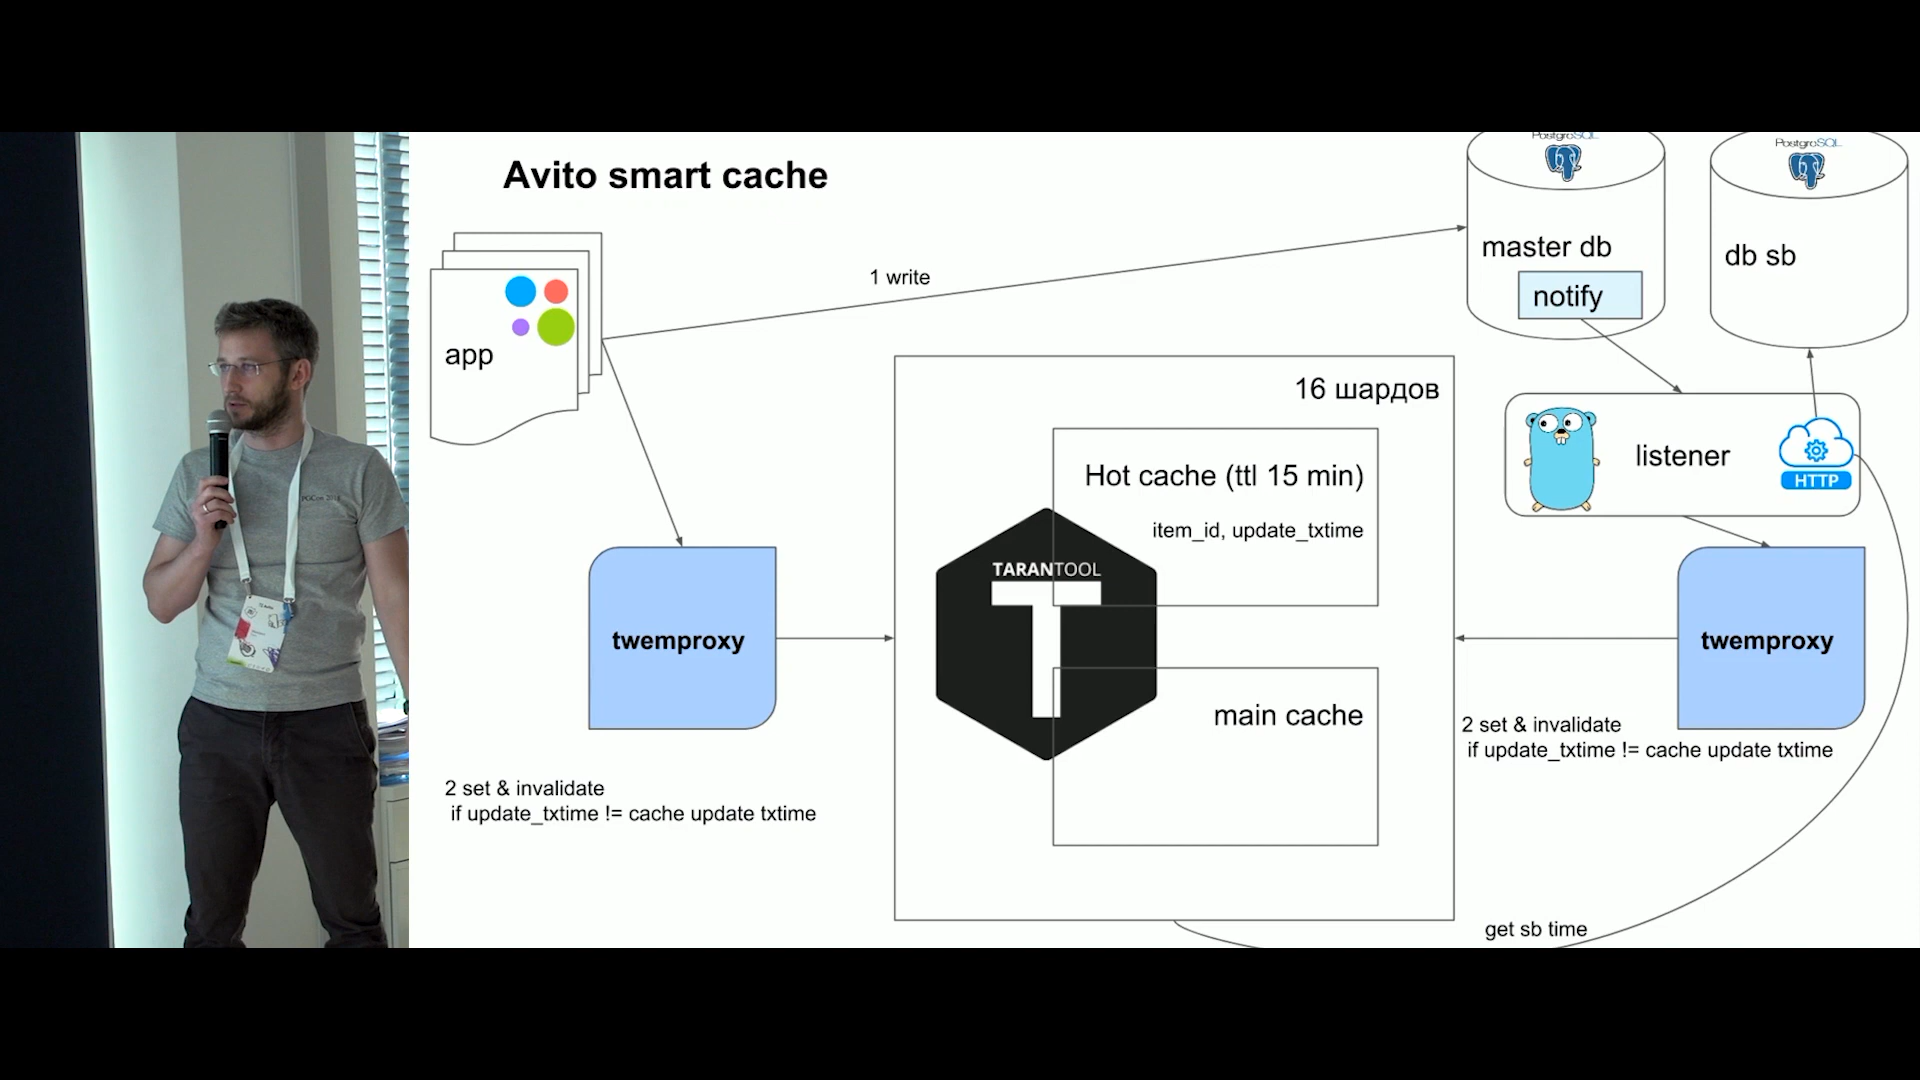 Avito smart cache
PostgreSQL
PostgreSQL
master db
notify
db sb
1 write
app
16 шардов
Hot cache (ttl 15 min)
item_id, update_txtime
TARANTOOL
main cache
listener
HTTP
twemproxy
twemproxy
2 set & invalidate
if update_txtime != cache update txtime
2 set & invalidate
if update_txtime != cache update txtime
get sb time